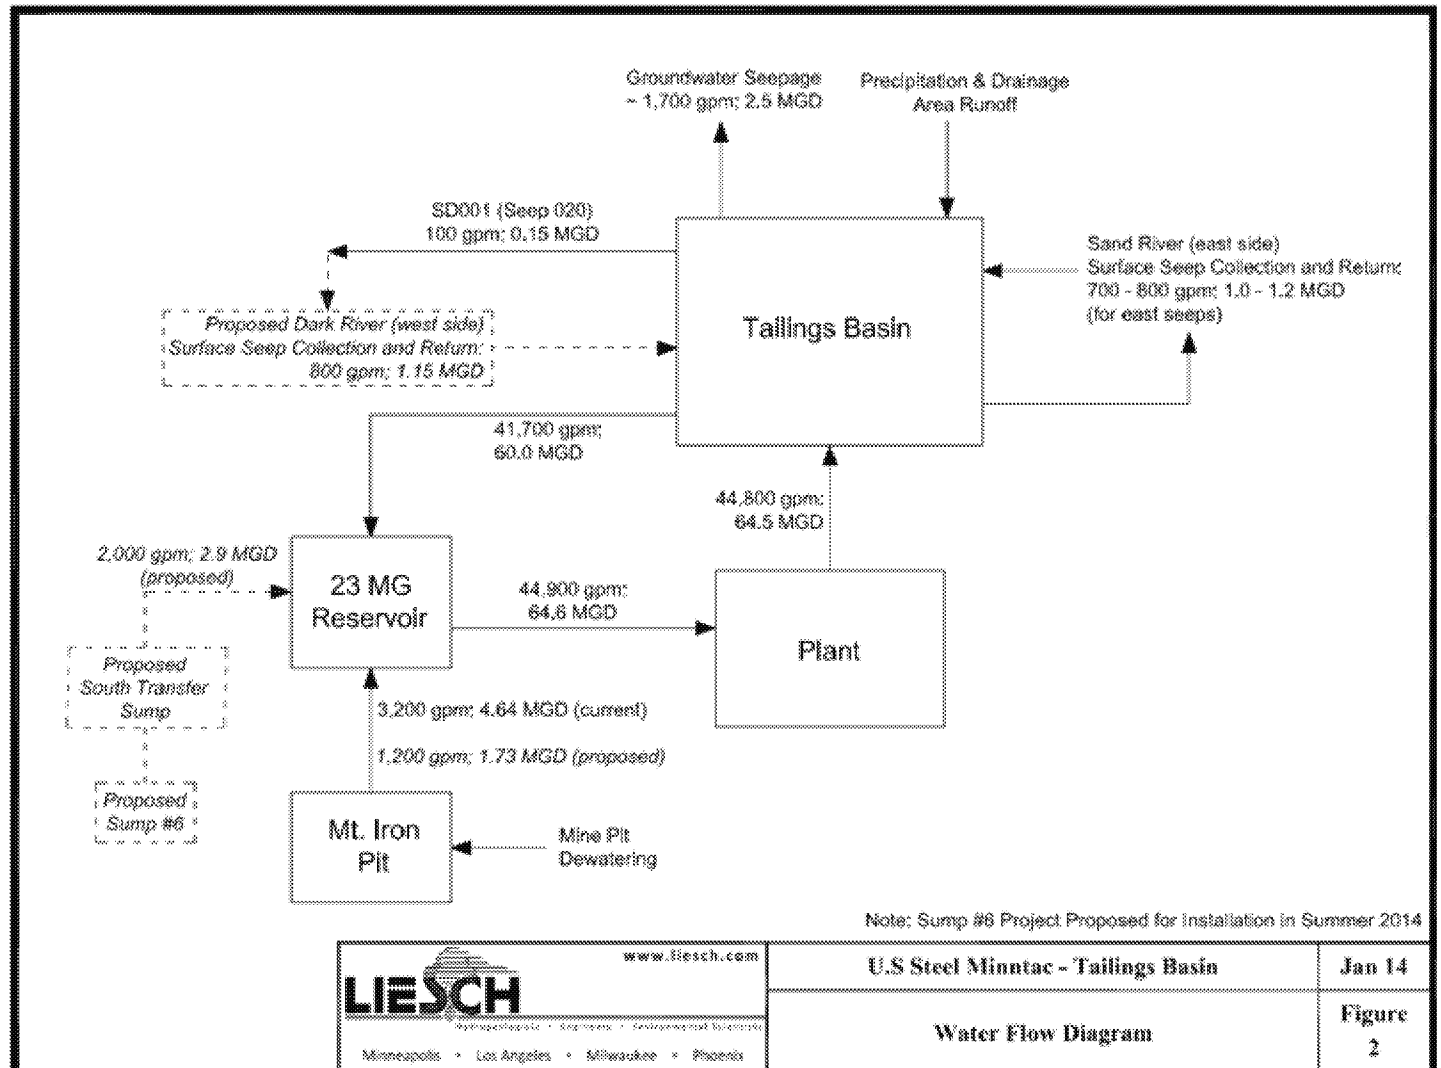 Groundwater Seepage
~ 1,700 gpm; 2.5 MGD
Precipitation & Drainage
Area Runoff
SD001 (Seep 020)
100 gpm; 0.15 MGD
Sand River (east side)
Surface Seep Collection and Return:
700 - 800 gpm; 1.0 - 1.2 MGD
(for east seeps)
Proposed Dark River (west side)
Surface Seep Collection and Return:
800 gpm; 1.15 MGD
Tailings Basin
41,700 gpm;
60.0 MGD
44,800 gpm;
64.5 MGD
2,000 gpm; 2.9 MGD
(proposed)
23 MG
Reservoir
44,900 gpm;
64.6 MGD
Plant
Proposed
South Transfer
Sump
3,200 gpm; 4.64 MGD (current)
1,200 gpm; 1.73 MGD (proposed)
Proposed
Sump #6
Mt. Iron
Pit
Mine Pit
Dewatering
Note: Sump #6 Project Proposed for Installation in Summer 2014
www.liesch.com
LIESCH
Minneapolis • Los Angeles • Milwaukee • Phoenix
U.S Steel Minntac - Tailings Basin
Jan 14
Water Flow Diagram
Figure
2